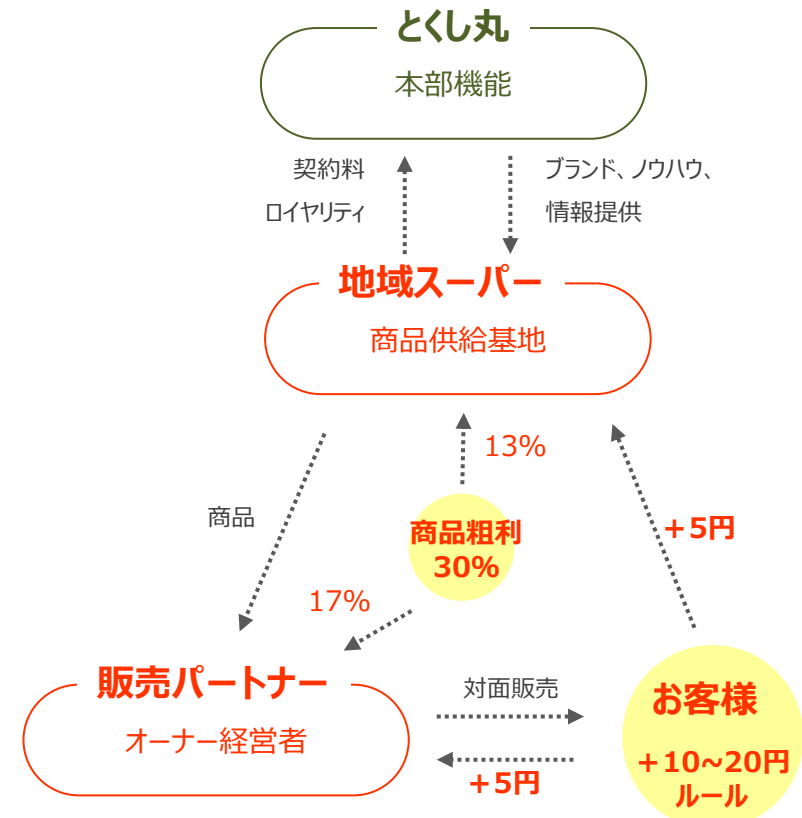 とくし丸
本部機能
契約料
ロイヤリティ
ブランド、ノウハウ、
情報提供
地域スーパー
商品供給基地
13%
商品
商品粗利
30%
+5円
17%
販売パートナー
オーナー経営者
対面販売
+5円
お客様
+10~20円
ルール